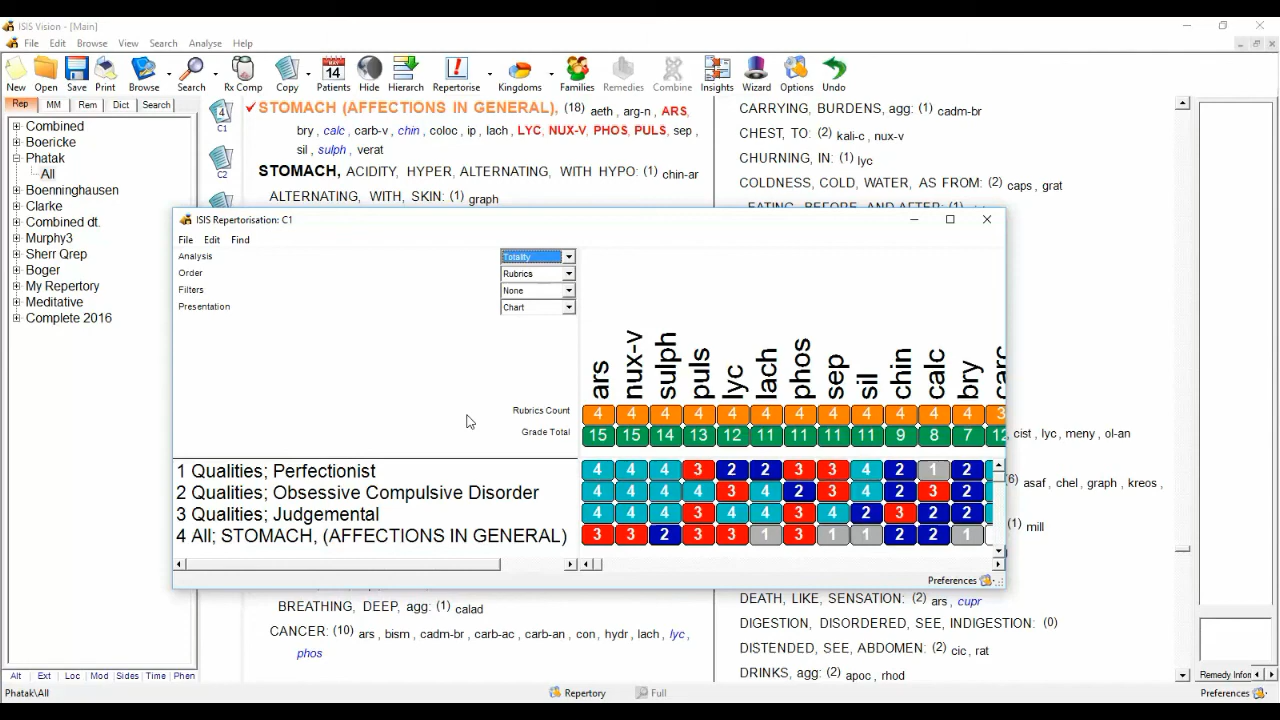 ISIS Vision - [Main]
File Edit Browse View Search Analyse Help
New Open Save Print Browse Search Rx Comp Copy Patients Hide Hierarch Repertorise Kingdoms Families Remedies Combine Insights Wizard Options Undo
MAY
14
Rep MM Rem Dict Search
Combined
Boericke
Phatak
All
Boenninghausen
Clarke
Combined dt.
Murphy3
Sherr Qrep
Boger
My Repertory
Meditative
Complete 2016
Alt Ext Loc Mod Sides Time Phen
4
C1
C2
STOMACH (AFFECTIONS IN GENERAL), (18) aeth , arg-n , ARS,
bry , calc , carb-v , chin , coloc , ip , lach , LYC, NUX-V, PHOS, PULS, sep ,
sil , sulph , verat
STOMACH, ACIDITY, HYPER, ALTERNATING, WITH HYPO: (1) chin-ar
ALTERNATING, WITH, SKIN: (1) graph
CARRYING, BURDENS, agg: (1) cadm-br
CHEST, TO: (2) kali-c , nux-v
CHURNING, IN: (1) lyc
COLDNESS, COLD, WATER, AS FROM: (2) caps , grat
ISIS Repertorisation: C1
File Edit Find
Analysis Totality
Order Rubrics
Filters None
Presentation Chart
ars nux-v sulph puls lyc lach phos sep sil chin calc bry carc
Rubrics Count 4 4 4 4 4 4 4 4 4 4 4 4 3
Grade Total 15 15 14 13 12 11 11 11 11 9 8 7 12
1 Qualities; Perfectionist 4 4 4 3 2 2 3 3 4 2 1 2
2 Qualities; Obsessive Compulsive Disorder 4 4 4 4 3 4 2 3 4 2 3 2
3 Qualities; Judgemental 4 4 4 3 4 4 3 4 2 3 2 2
4 All; STOMACH, (AFFECTIONS IN GENERAL) 3 3 2 3 3 1 3 1 1 2 2 1
Preferences
, cist , lyc , meny , ol-an
6) asaf , chel , graph , kreos ,
(1) mill
BREATHING, DEEP, agg: (1) calad
CANCER: (10) ars , bism , cadm-br , carb-ac , carb-an , con , hydr , lach , lyc ,
phos
DEATH, LIKE, SENSATION: (2) ars , cupr
DIGESTION, DISORDERED, SEE, INDIGESTION: (0)
DISTENDED, SEE, ABDOMEN: (2) cic , rat
DRINKS, agg: (2) apoc , rhod
Remedy Infor
Phatak\All Repertory Full Preferences